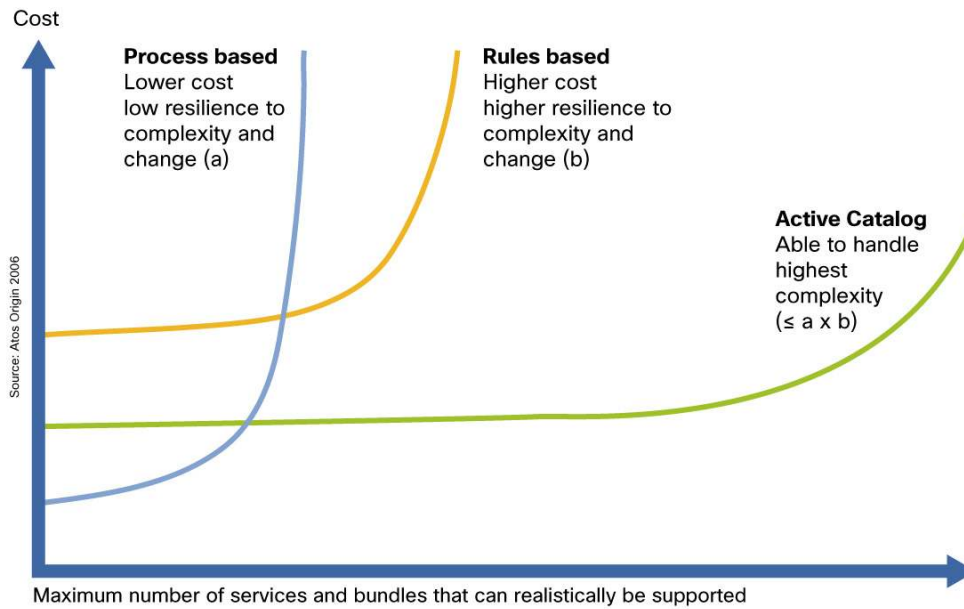 Cost
Process based
Lower cost
low resilience to
complexity and
change (a)
Rules based
Higher cost
higher resilience to
complexity and
change (b)
Active Catalog
Able to handle
highest
complexity
(≤ a x b)
Source: Atos Origin 2006
Maximum number of services and bundles that can realistically be supported